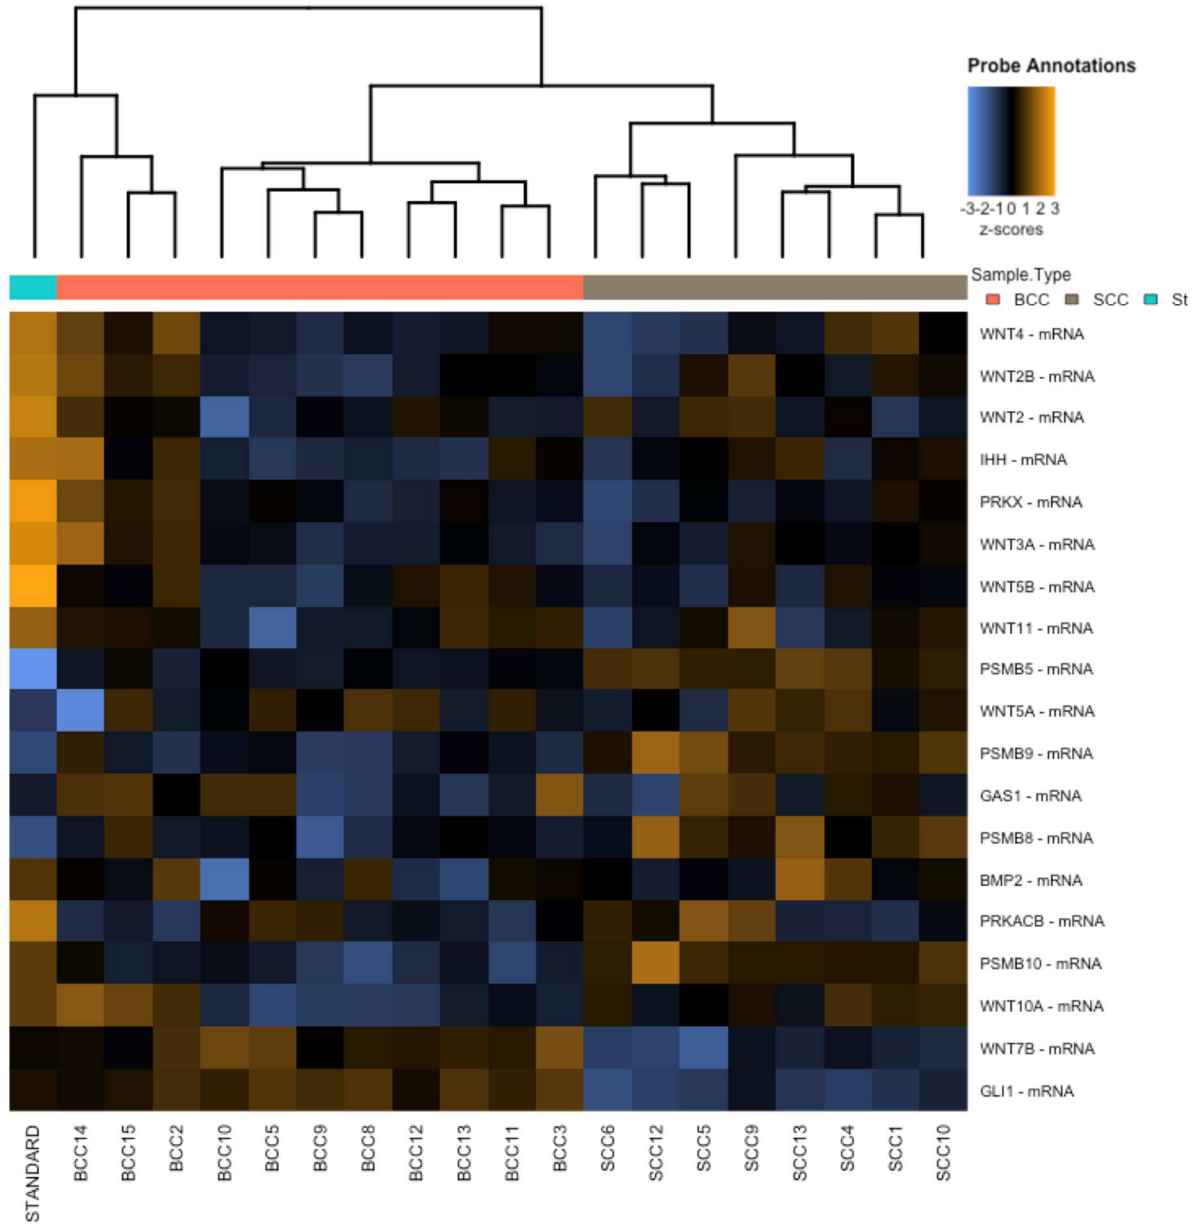 Probe Annotations
-3-2-1 0 1 2 3
z-scores
Sample.Type
BCC SCC St
WNT4 - mRNA
WNT2B - mRNA
WNT2 - mRNA
IHH - mRNA
PRKX - mRNA
WNT3A - mRNA
WNT5B - mRNA
WNT11 - mRNA
PSMB5 - mRNA
WNT5A - mRNA
PSMB9 - mRNA
GAS1 - mRNA
PSMB8 - mRNA
BMP2 - mRNA
PRKACB - mRNA
PSMB10 - mRNA
WNT10A - mRNA
WNT7B - mRNA
GLI1 - mRNA
STANDARD
BCC14
BCC15
BCC2
BCC10
BCC5
BCC9
BCC8
BCC12
BCC13
BCC11
BCC3
SCC6
SCC12
SCC5
SCC9
SCC13
SCC4
SCC1
SCC10